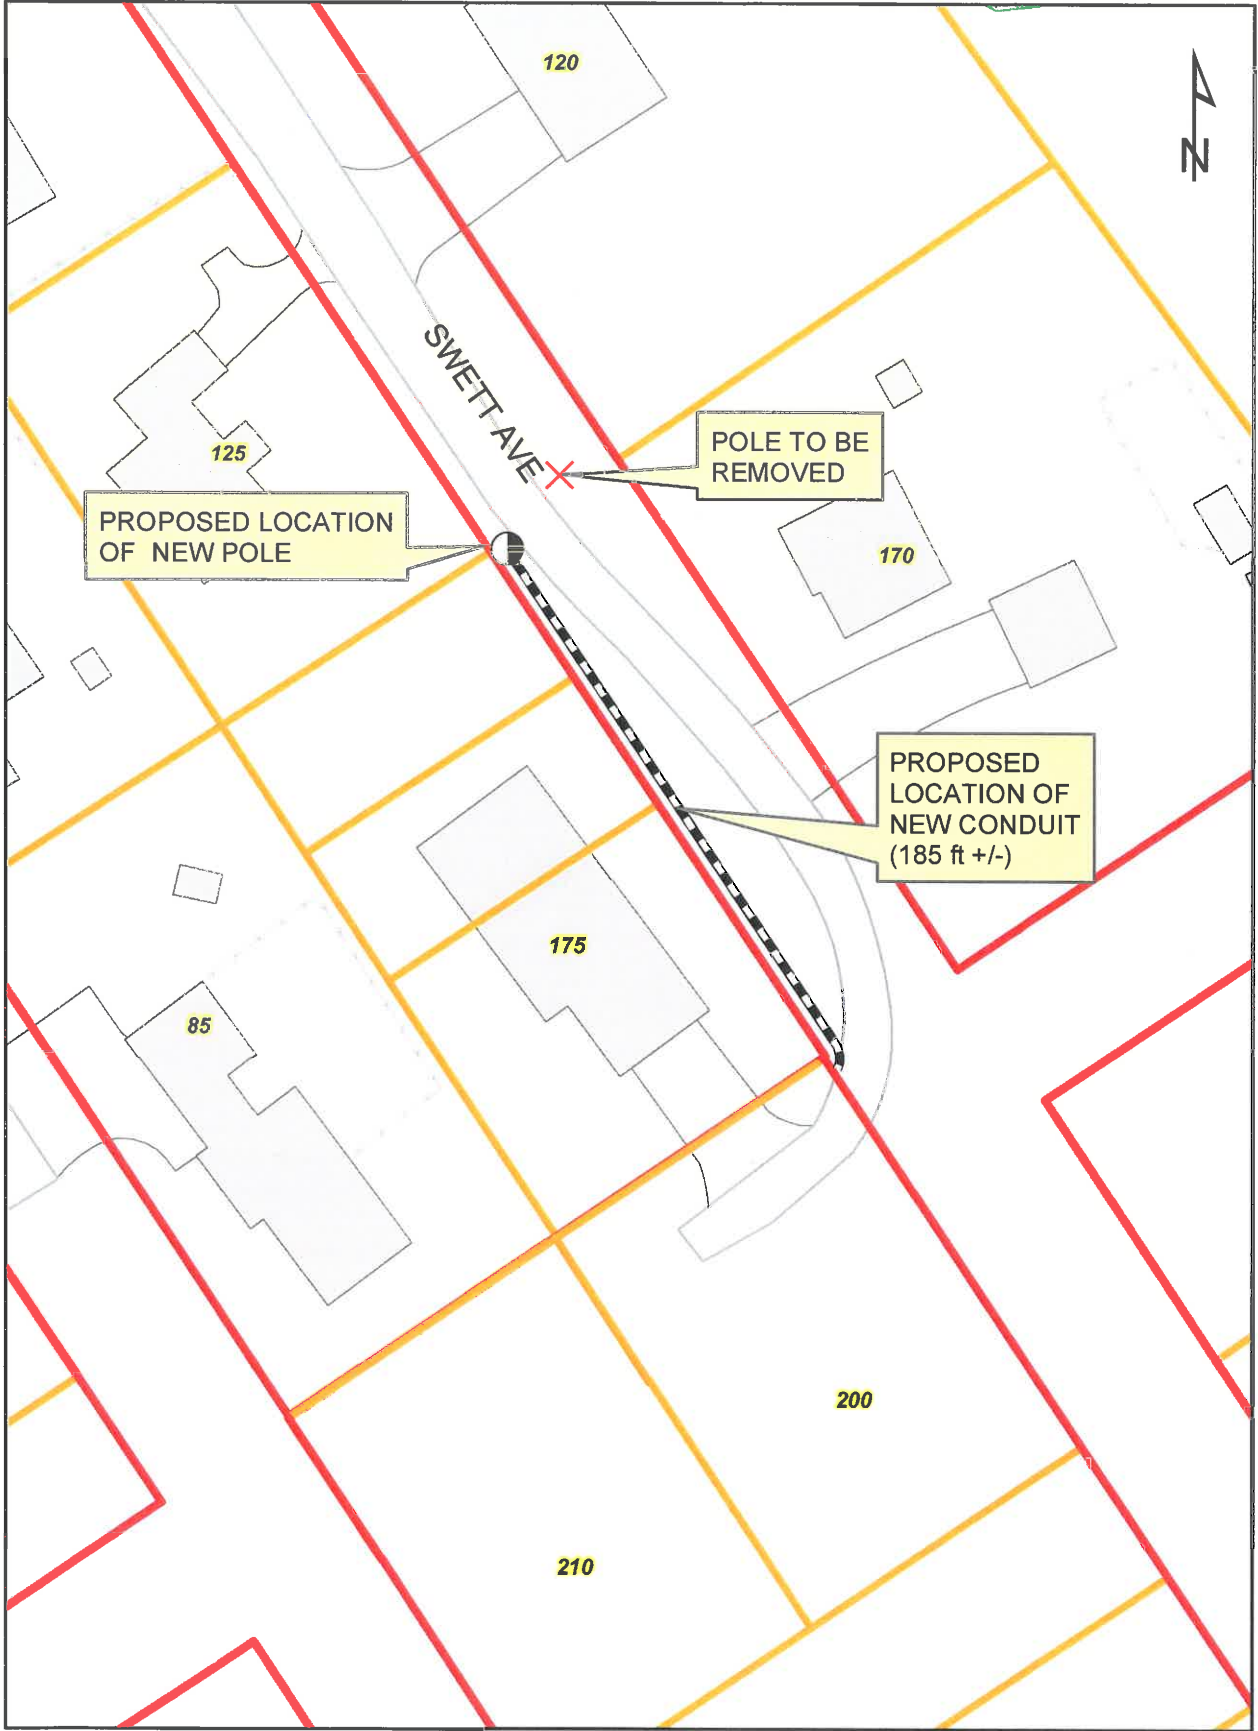 120
N
SWETT AVE
POLE TO BE
REMOVED
125
PROPOSED LOCATION
OF NEW POLE
170
PROPOSED
LOCATION OF
NEW CONDUIT
(185 ft +/-)
175
85
200
210